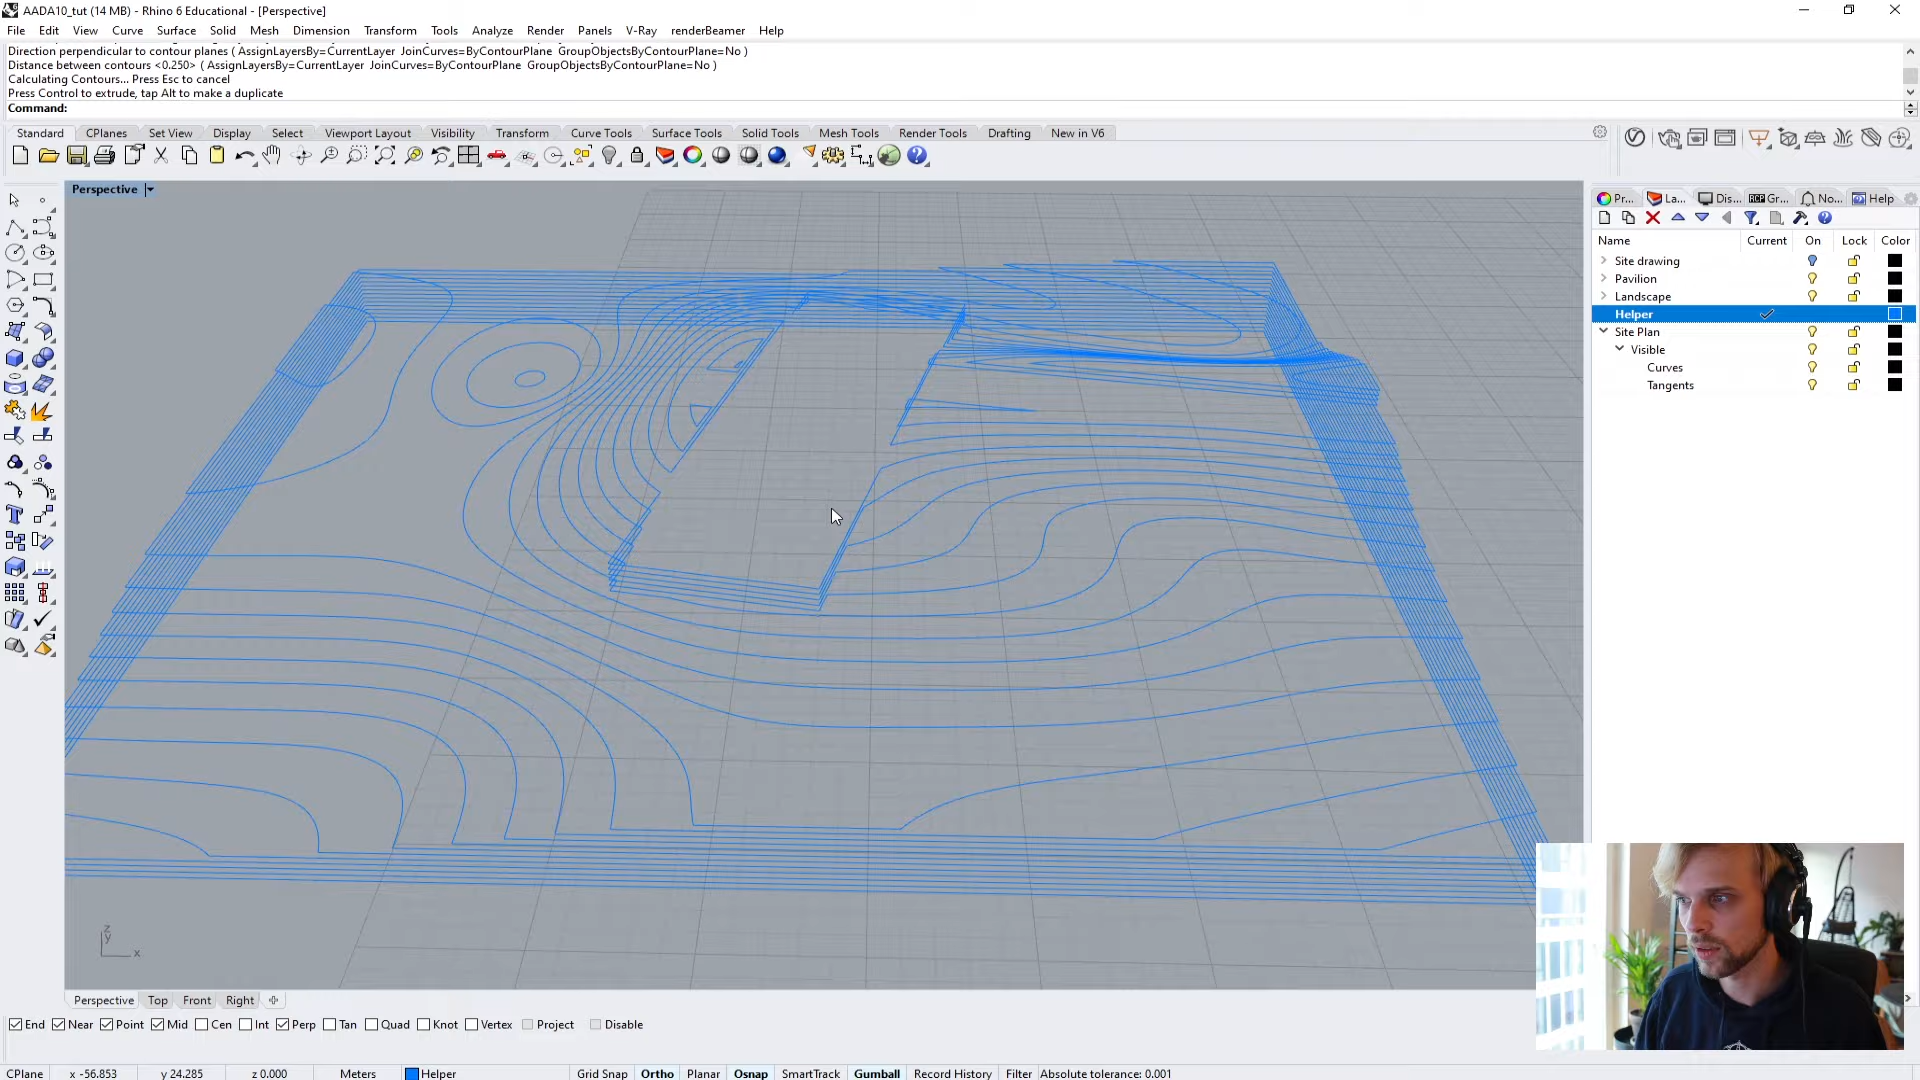 AADA10_tut (14 MB) - Rhino 6 Educational - [Perspective]
File Edit View Curve Surface Solid Mesh Dimension Transform Tools Analyze Render Panels V-Ray renderBeamer Help
Direction perpendicular to contour planes ( AssignLayersBy=CurrentLayer JoinCurves=ByContourPlane GroupObjectsByContourPlane=No )
Distance between contours <0.250> ( AssignLayersBy=CurrentLayer JoinCurves=ByContourPlane GroupObjectsByContourPlane=No )
Calculating Contours... Press Esc to cancel
Press Control to extrude, tap Alt to make a duplicate
Command:
Standard CPlanes Set View Display Select Viewport Layout Visibility Transform Curve Tools Surface Tools Solid Tools Mesh Tools Render Tools Drafting New in V6
Perspective
Pr... La... Dis... Gr... No... Help
Name Current On Lock Color
Site drawing
Pavilion
Landscape
Helper
Site Plan
Visible
Curves
Tangents
z
y
x
Perspective Top Front Right
End Near Point Mid Cen Int Perp Tan Quad Knot Vertex Project Disable
CPlane x -56.853 y 24.285 z 0.000 Meters Helper Grid Snap Ortho Planar Osnap SmartTrack Gumball Record History Filter Absolute tolerance: 0.001